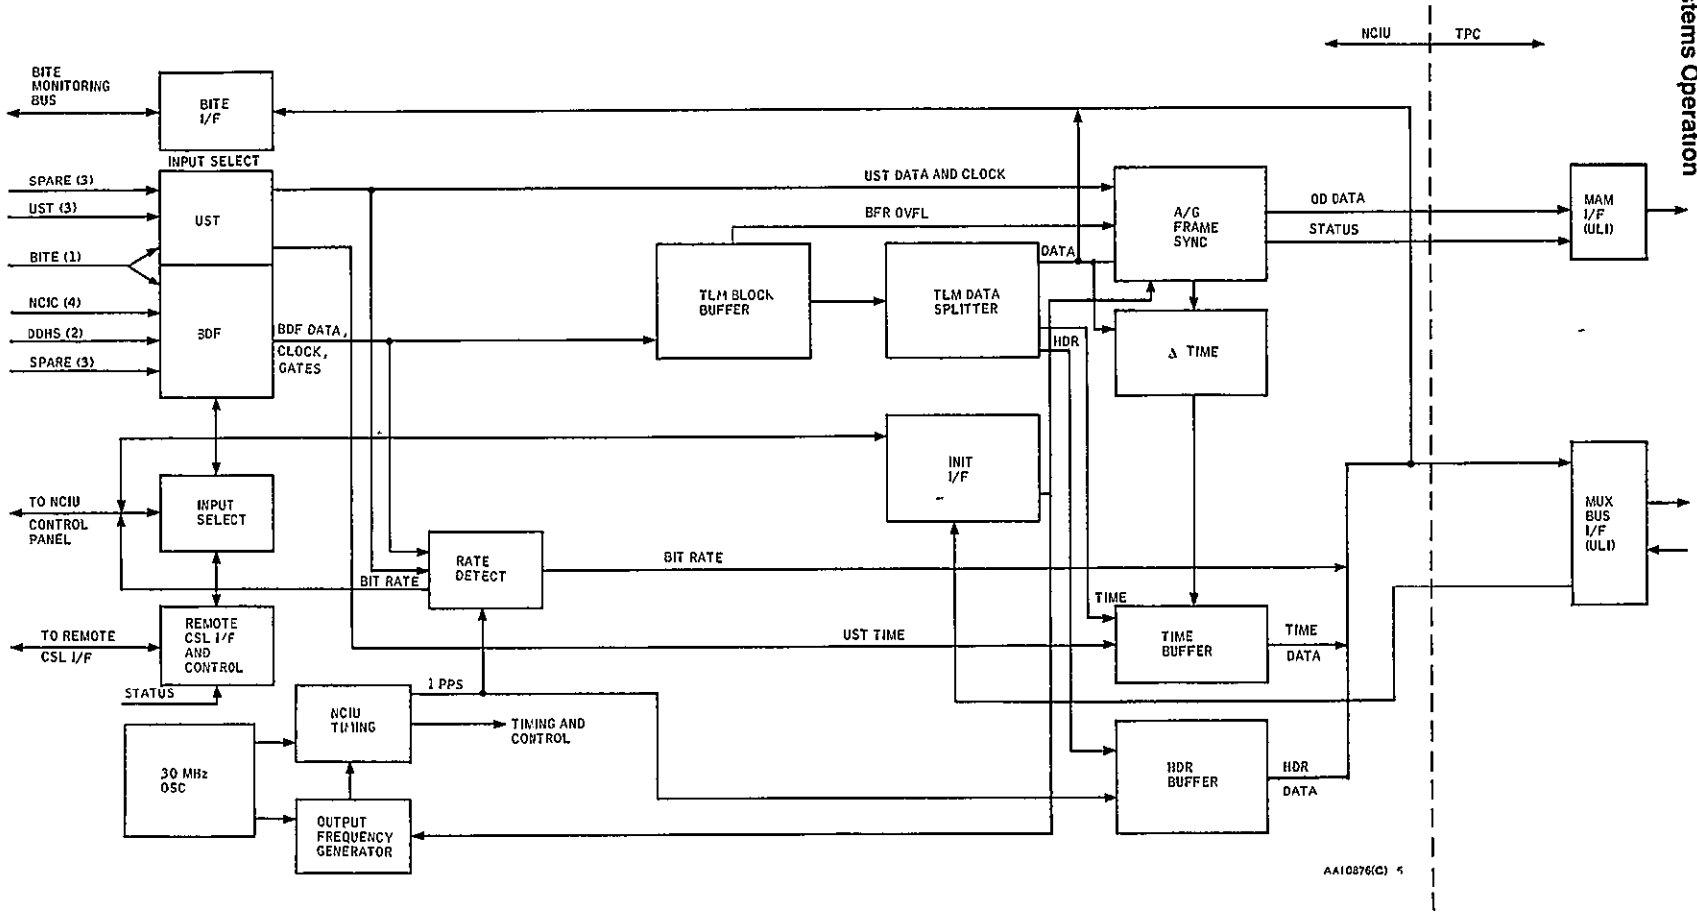 stems Operation
NCIU
TPC
BITE
MONITORING
BUS
BITE
I/F
INPUT SELECT
SPARE (3)
UST (3)
UST
BITE (1)
NCIC (4)
DDHS (2)
SPARE (3)
BDF
BDF DATA,
CLOCK,
GATES
UST DATA AND CLOCK
BFR OVFL
TLM BLOCK
BUFFER
TLM DATA
SPLITTER
DATA
HDR
A/G
FRAME
SYNC
OD DATA
STATUS
MAM
I/F
(ULI)
Δ TIME
INIT
I/F
TO NCIU
CONTROL
PANEL
INPUT
SELECT
BIT RATE
RATE
DETECT
BIT RATE
MUX
BUS
I/F
(ULI)
TO REMOTE
CSL I/F
REMOTE
CSL I/F
AND
CONTROL
STATUS
UST TIME
TIME
TIME
BUFFER
TIME
DATA
1 PPS
NCIU
TIMING
TIMING AND
CONTROL
30 MHz
OSC
OUTPUT
FREQUENCY
GENERATOR
HDR
BUFFER
HDR
DATA
AA10876(C) 5